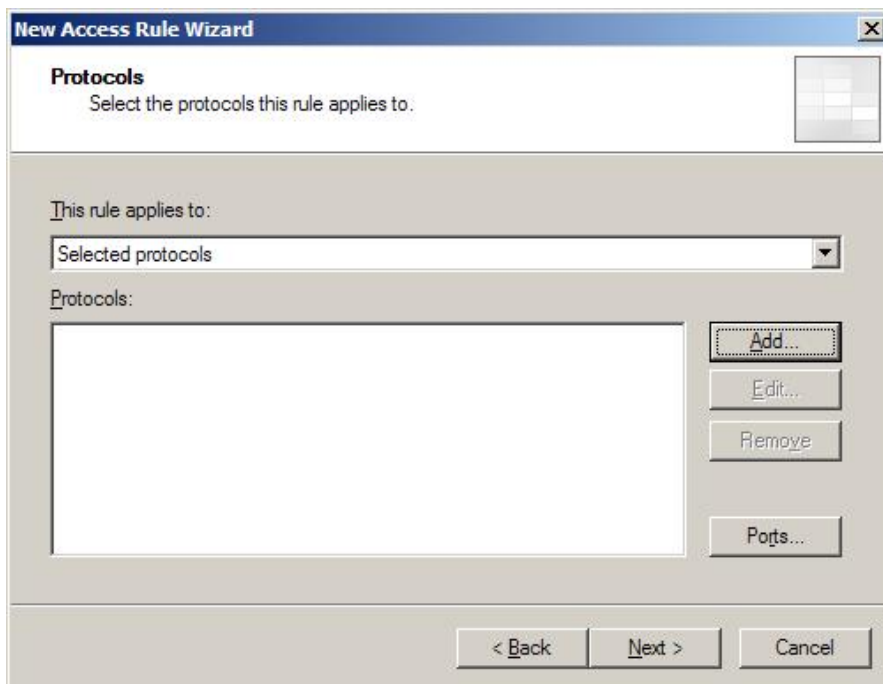 New Access Rule Wizard
Protocols
Select the protocols this rule applies to.
This rule applies to:
Selected protocols
Protocols:
Add...
Edit...
Remove
Ports...
< Back
Next >
Cancel